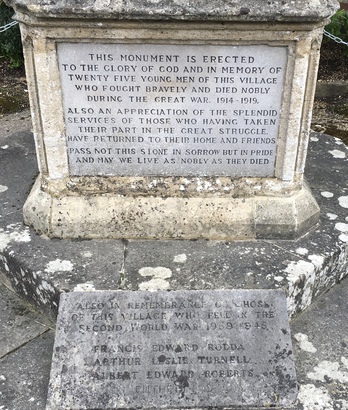 THIS MONUMENT IS ERECTED
TO THE GLORY OF GOD AND IN MEMORY OF
TWENTY FIVE YOUNG MEN OF THIS VILLAGE
WHO FOUGHT BRAVELY AND DIED NOBLY
DURING THE GREAT WAR. 1914-1919.
ALSO AN APPRECIATION OF THE SPLENDID
SERVICES OF THOSE WHO HAVING TAKEN
THEIR PART IN THE GREAT STRUGGLE,
HAVE RETURNED TO THEIR HOME AND FRIENDS
PASS NOT THIS STONE IN SORROW BUT IN PRIDE
AND MAY WE LIVE AS NOBLY AS THEY DIED.
ALSO IN REMEMBRANCE OF THOSE
OF THIS VILLAGE WHO FELL IN THE
SECOND WORLD WAR 1939-1945.
FRANCIS EDWARD RODDA
ARTHUR LESLIE TURNELL
ALBERT EDWARD ROBERTS